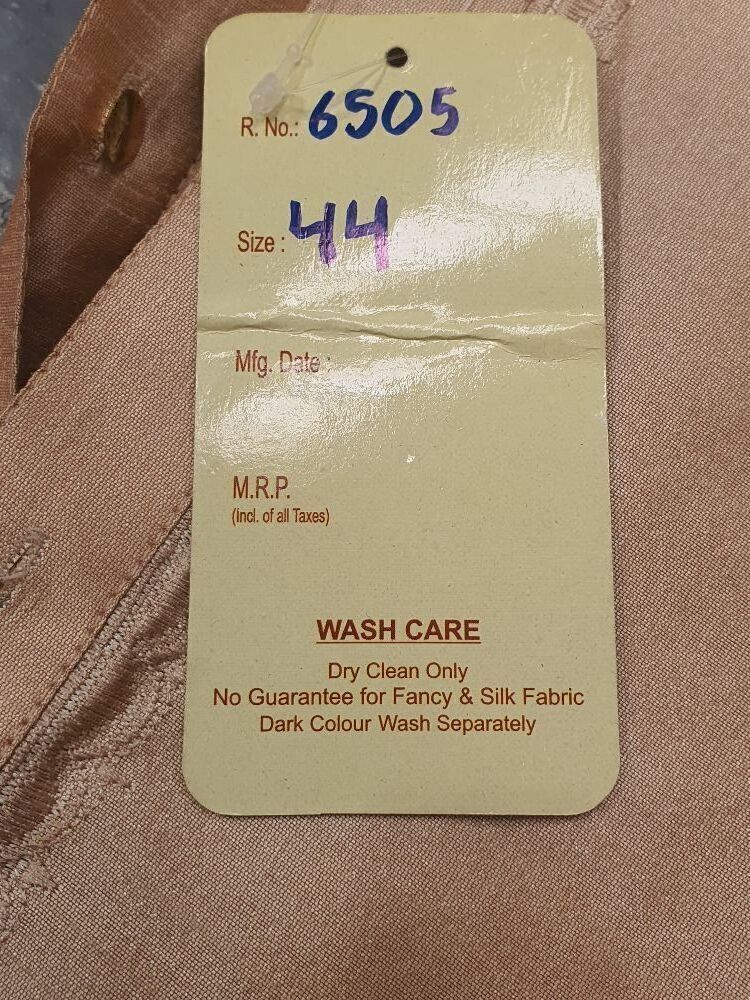 R. No.: 6505
Size : 44
Mfg. Date :
M.R.P.
(Incl. of all Taxes)
WASH CARE
Dry Clean Only
No Guarantee for Fancy & Silk Fabric
Dark Colour Wash Separately